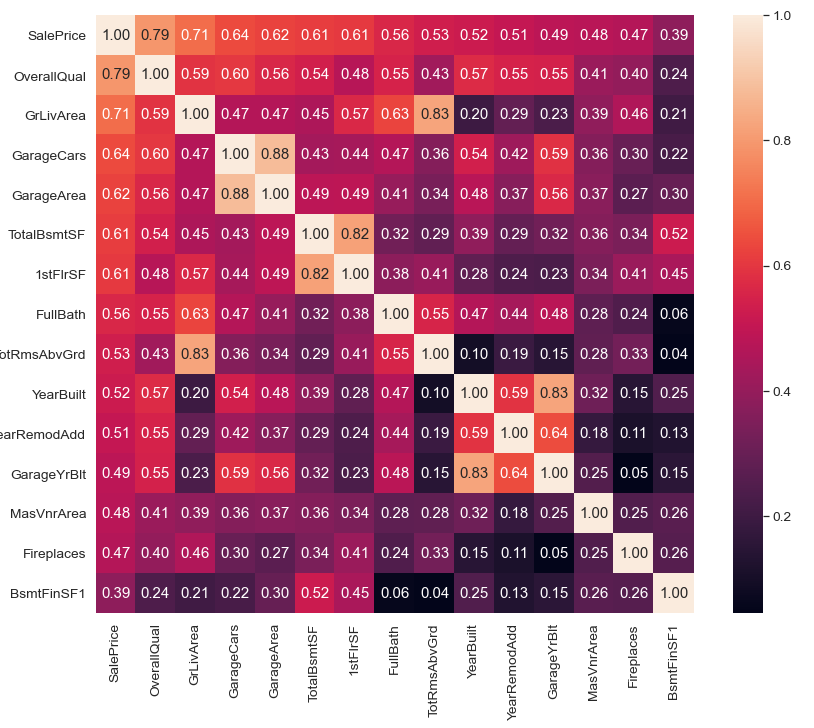 SalePrice 1.00 0.79 0.71 0.64 0.62 0.61 0.61 0.56 0.53 0.52 0.51 0.49 0.48 0.47 0.39
OverallQual 0.79 1.00 0.59 0.60 0.56 0.54 0.48 0.55 0.43 0.57 0.55 0.55 0.41 0.40 0.24
GrLivArea 0.71 0.59 1.00 0.47 0.47 0.45 0.57 0.63 0.83 0.20 0.29 0.23 0.39 0.46 0.21
GarageCars 0.64 0.60 0.47 1.00 0.88 0.43 0.44 0.47 0.36 0.54 0.42 0.59 0.36 0.30 0.22
GarageArea 0.62 0.56 0.47 0.88 1.00 0.49 0.49 0.41 0.34 0.48 0.37 0.56 0.37 0.27 0.30
TotalBsmtSF 0.61 0.54 0.45 0.43 0.49 1.00 0.82 0.32 0.29 0.39 0.29 0.32 0.36 0.34 0.52
1stFlrSF 0.61 0.48 0.57 0.44 0.49 0.82 1.00 0.38 0.41 0.28 0.24 0.23 0.34 0.41 0.45
FullBath 0.56 0.55 0.63 0.47 0.41 0.32 0.38 1.00 0.55 0.47 0.44 0.48 0.28 0.24 0.06
otRmsAbvGrd 0.53 0.43 0.83 0.36 0.34 0.29 0.41 0.55 1.00 0.10 0.19 0.15 0.28 0.33 0.04
YearBuilt 0.52 0.57 0.20 0.54 0.48 0.39 0.28 0.47 0.10 1.00 0.59 0.83 0.32 0.15 0.25
earRemodAdd 0.51 0.55 0.29 0.42 0.37 0.29 0.24 0.44 0.19 0.59 1.00 0.64 0.18 0.11 0.13
GarageYrBlt 0.49 0.55 0.23 0.59 0.56 0.32 0.23 0.48 0.15 0.83 0.64 1.00 0.25 0.05 0.15
MasVnrArea 0.48 0.41 0.39 0.36 0.37 0.36 0.34 0.28 0.28 0.32 0.18 0.25 1.00 0.25 0.26
Fireplaces 0.47 0.40 0.46 0.30 0.27 0.34 0.41 0.24 0.33 0.15 0.11 0.05 0.25 1.00 0.26
BsmtFinSF1 0.39 0.24 0.21 0.22 0.30 0.52 0.45 0.06 0.04 0.25 0.13 0.15 0.26 0.26 1.00
SalePrice
OverallQual
GrLivArea
GarageCars
GarageArea
TotalBsmtSF
1stFlrSF
FullBath
TotRmsAbvGrd
YearBuilt
YearRemodAdd
GarageYrBlt
MasVnrArea
Fireplaces
BsmtFinSF1
1.0
0.8
0.6
0.4
0.2